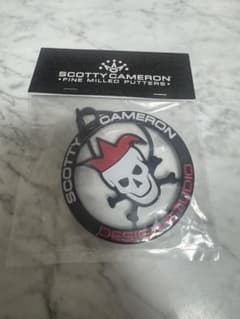 SCOTTY CAMERON
FINE MILLED PUTTERS
SCOTTY CAMERON
DESIGN STUDIO